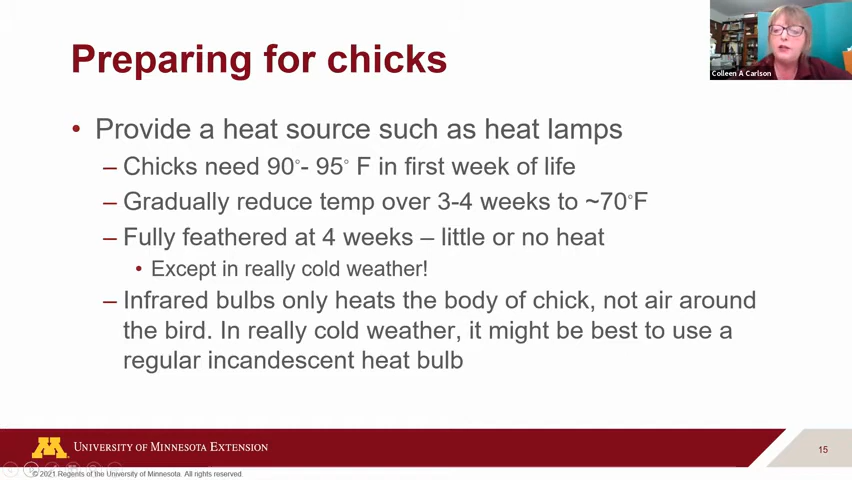 Preparing for chicks
Colleen A Carlson
• Provide a heat source such as heat lamps
– Chicks need 90°- 95° F in first week of life
– Gradually reduce temp over 3-4 weeks to ~70°F
– Fully feathered at 4 weeks – little or no heat
• Except in really cold weather!
– Infrared bulbs only heats the body of chick, not air around
the bird. In really cold weather, it might be best to use a
regular incandescent heat bulb
M UNIVERSITY OF MINNESOTA EXTENSION
15
© 2021 Regents of the University of Minnesota. All rights reserved.